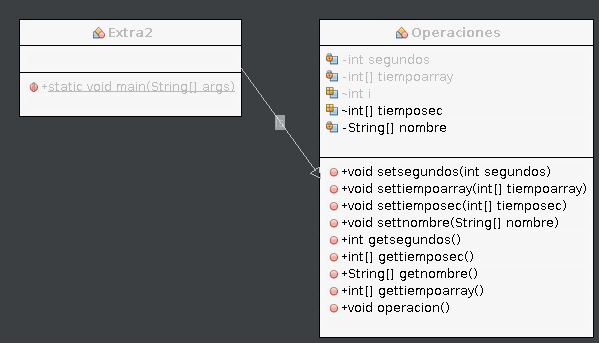 Extra2
+static void main(String[] args)
Operaciones
-int segundos
-int[] tiempoarray
~int i
~int[] tiemposec
-String[] nombre
+void setsegundos(int segundos)
+void settiempoarray(int[] tiempoarray)
+void settiemposec(int[] tiemposec)
+void settnombre(String[] nombre)
+int getsegundos()
+int[] gettiemposec()
+String[] getnombre()
+int[] gettiempoarray()
+void operacion()